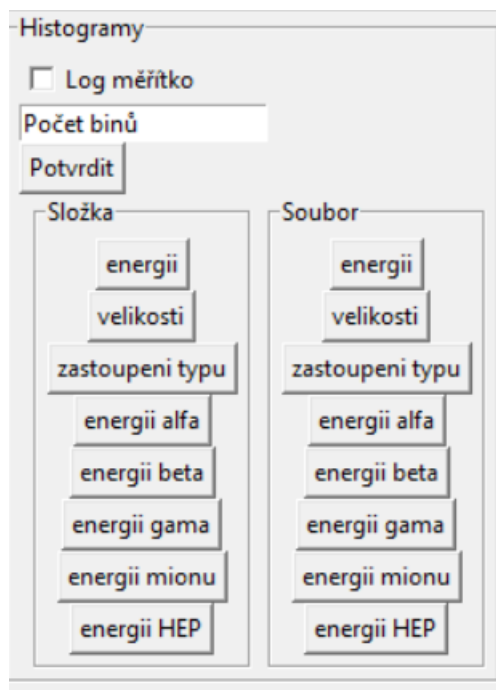 Histogramy
Log měřítko
Počet binů
Potvrdit
Složka
energii
velikosti
zastoupeni typu
energii alfa
energii beta
energii gama
energii mionu
energii HEP
Soubor
energii
velikosti
zastoupeni typu
energii alfa
energii beta
energii gama
energii mionu
energii HEP